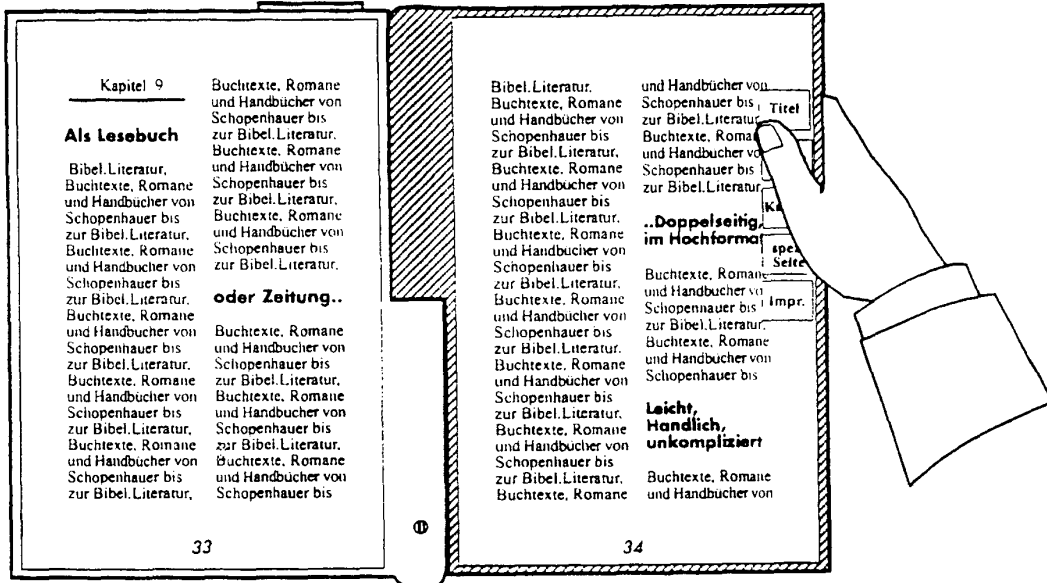 Kapitel 9
Als Lesebuch
Bibel.Literatur,
Buchtexte, Romane
und Handbücher von
Schopenhauer bis
zur Bibel.Literatur,
Buchtexte, Romane
und Handbücher von
Schopenhauer bis
zur Bibel.Literatur,
Buchtexte, Romane
und Handbücher von
Schopenhauer bis
zur Bibel.Literatur,
Buchtexte, Romane
und Handbücher von
Schopenhauer bis
zur Bibel.Literatur,
Buchtexte, Romane
und Handbücher von
Schopenhauer bis
zur Bibel.Literatur,
Buchtexte, Romane
und Handbücher von
Schopenhauer bis
zur Bibel.Literatur,
Buchtexte, Romane
und Handbücher von
Schopenhauer bis
zur Bibel.Literatur,
Buchtexte, Romane
und Handbücher von
Schopenhauer bis
zur Bibel.Literatur,
oder Zeitung..
Buchtexte, Romane
und Handbücher von
Schopenhauer bis
zur Bibel.Literatur,
Buchtexte, Romane
und Handbücher von
Schopenhauer bis
zur Bibel.Literatur,
Buchtexte, Romane
und Handbücher von
Schopenhauer bis
33
Bibel.Literatur,
Buchtexte, Romane
und Handbücher von
Schopenhauer bis
zur Bibel.Literatur,
Buchtexte, Romane
und Handbücher von
Schopenhauer bis
zur Bibel.Literatur,
Buchtexte, Romane
und Handbücher von
Schopenhauer bis
zur Bibel.Literatur,
Buchtexte, Romane
und Handbücher von
Schopenhauer bis
zur Bibel.Literatur,
Buchtexte, Romane
und Handbücher von
Schopenhauer bis
zur Bibel.Literatur,
Buchtexte, Romane
und Handbücher von
Schopenhauer bis
zur Bibel.Literatur,
Buchtexte, Romane
und Handbücher von
Schopenhauer bis
zur Bibel.Literatur
Buchtexte, Roma
und Handbücher vo
Schopenhauer bis
zur Bibel.Literatur
..Doppelseitig,
im Hochforma
Buchtexte, Romane
und Handbücher vo
Schopenhauer bis
zur Bibel.Literatur,
Buchtexte, Romane
und Handbücher von
Schopenhauer bis
Leicht,
Handlich,
unkompliziert
Buchtexte, Romane
und Handbücher von
34
Titel
spez
Seite
Impr.